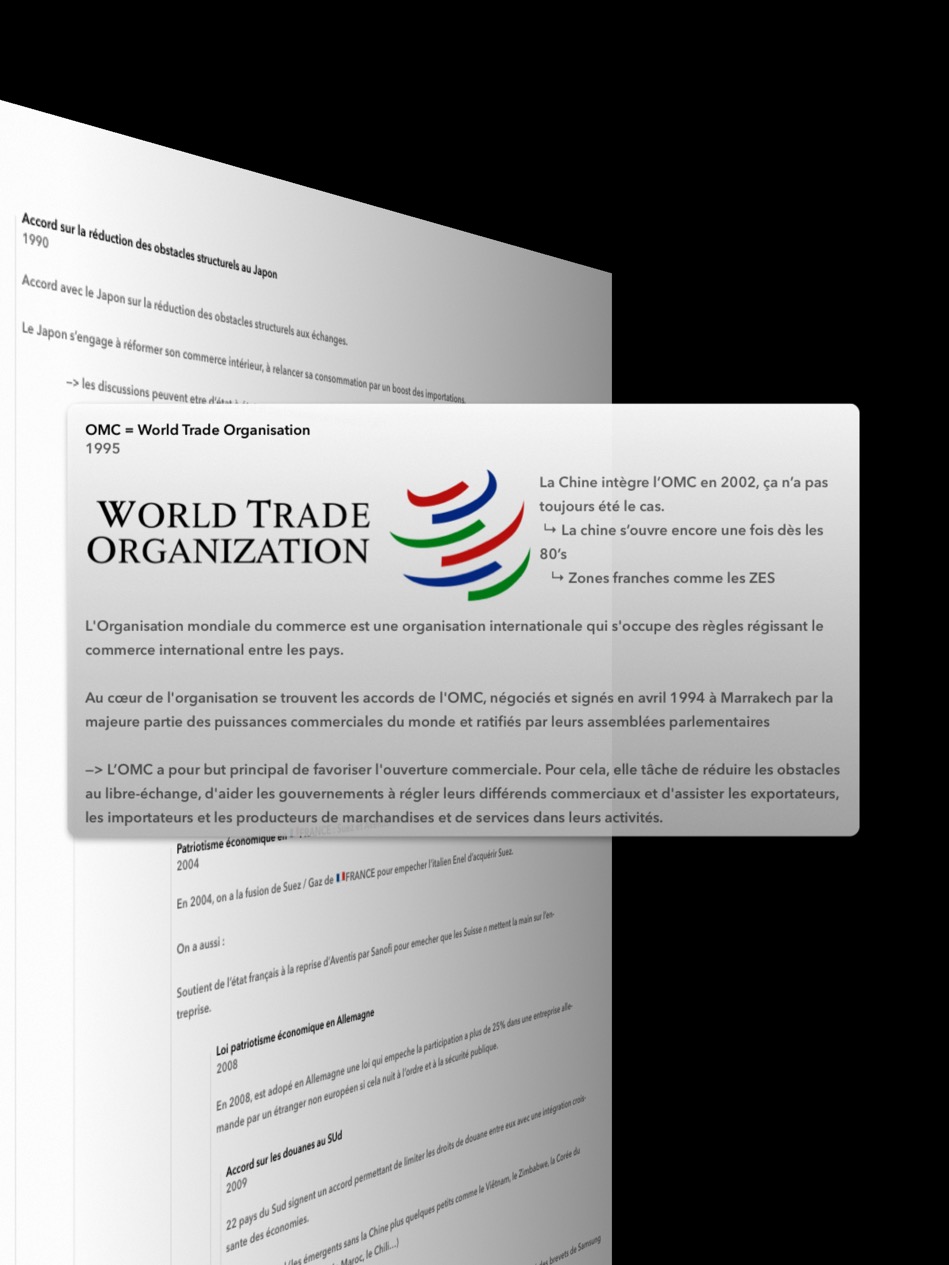 Accord sur la réduction des obstacles structurels au Japon
1990
Accord avec le Japon sur la réduction des obstacles structurels aux échanges.
Le Japon s'engage à réformer son commerce intérieur, à relancer sa consommation par un boost des importations.
—> les discussions peuvent etre d'état à
OMC = World Trade Organisation
1995
WORLD TRADE
ORGANIZATION
La Chine intègre l'OMC en 2002, ça n'a pas
toujours été le cas.
↪ La chine s'ouvre encore une fois dès les
80's
↪ Zones franches comme les ZES
L'Organisation mondiale du commerce est une organisation internationale qui s'occupe des règles régissant le
commerce international entre les pays.
Au cœur de l'organisation se trouvent les accords de l'OMC, négociés et signés en avril 1994 à Marrakech par la
majeure partie des puissances commerciales du monde et ratifiés par leurs assemblées parlementaires
—> L'OMC a pour but principal de favoriser l'ouverture commerciale. Pour cela, elle tâche de réduire les obstacles
au libre-échange, d'aider les gouvernements à régler leurs différends commerciaux et d'assister les exportateurs,
les importateurs et les producteurs de marchandises et de services dans leurs activités.
Patriotisme économique en FRANCE : Suez et
2004
En 2004, on a la fusion de Suez / Gaz de 🇫🇷FRANCE pour empecher l'italien Enel d'acquérir Suez.
On a aussi :
Soutient de l'état français à la reprise d'Aventis par Sanofi pour emecher que les Suisse n mettent la main sur l'en-
treprise.
Loi patriotisme économique en Allemagne
2008
En 2008, est adopé en Allemagne une loi qui empeche la participation a plus de 25% dans une entreprise alle-
mande par un étranger non européen si cela nuit à l'ordre et à la sécurité publique.
Accord sur les douanes au SUd
2009
22 pays du Sud signent un accord permettant de limiter les droits de douane entre eux avec une intégration crois-
sante des économies.
les émergents sans la Chine plus quelques petits comme le Viêtnam, le Zimbabwe, la Corée du
Maroc, le Chili...)
des brevets de Samsung